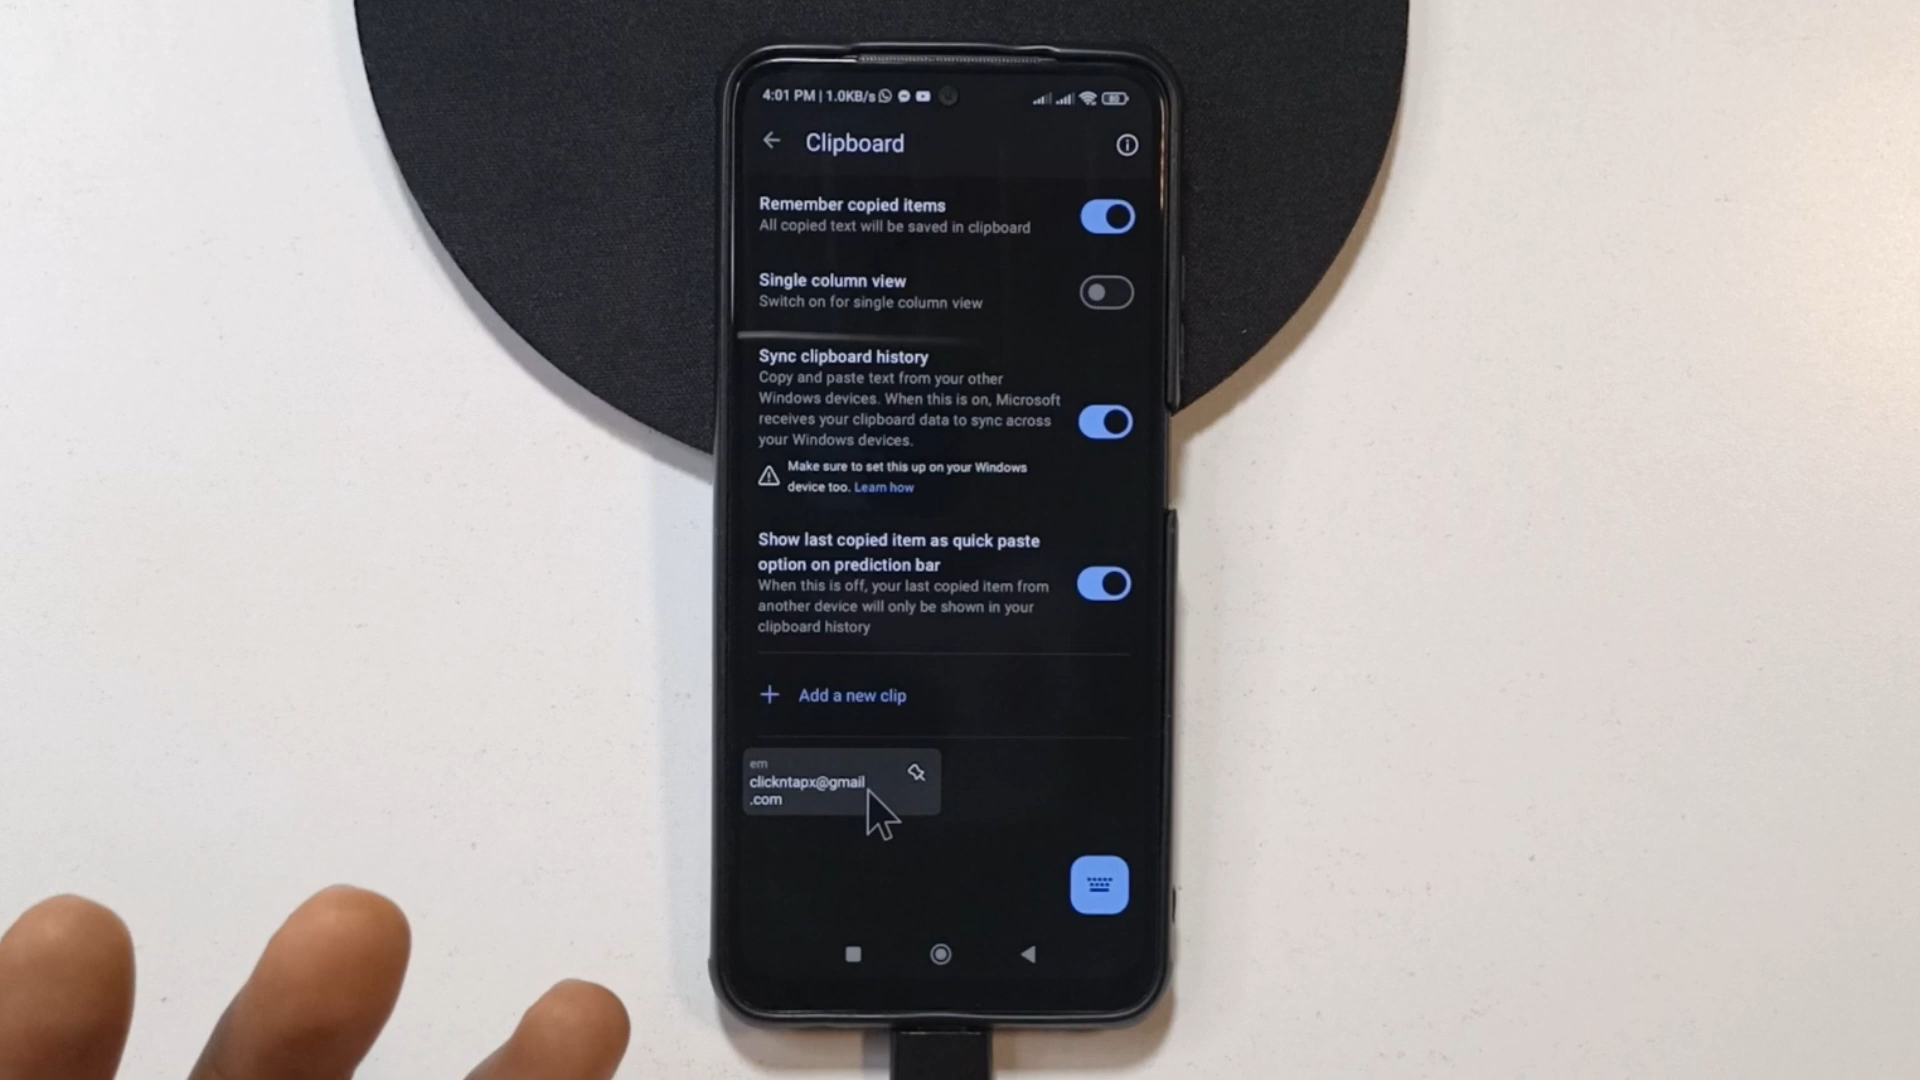 4:01 PM | 1.0KB/s
80
Clipboard
Remember copied items
All copied text will be saved in clipboard
Single column view
Switch on for single column view
Sync clipboard history
Copy and paste text from your other
Windows devices. When this is on, Microsoft
receives your clipboard data to sync across
your Windows devices.
Make sure to set this up on your Windows
device too. Learn how
Show last copied item as quick paste
option on prediction bar
When this is off, your last copied item from
another device will only be shown in your
clipboard history
Add a new clip
em
clickntapx@gmail
.com